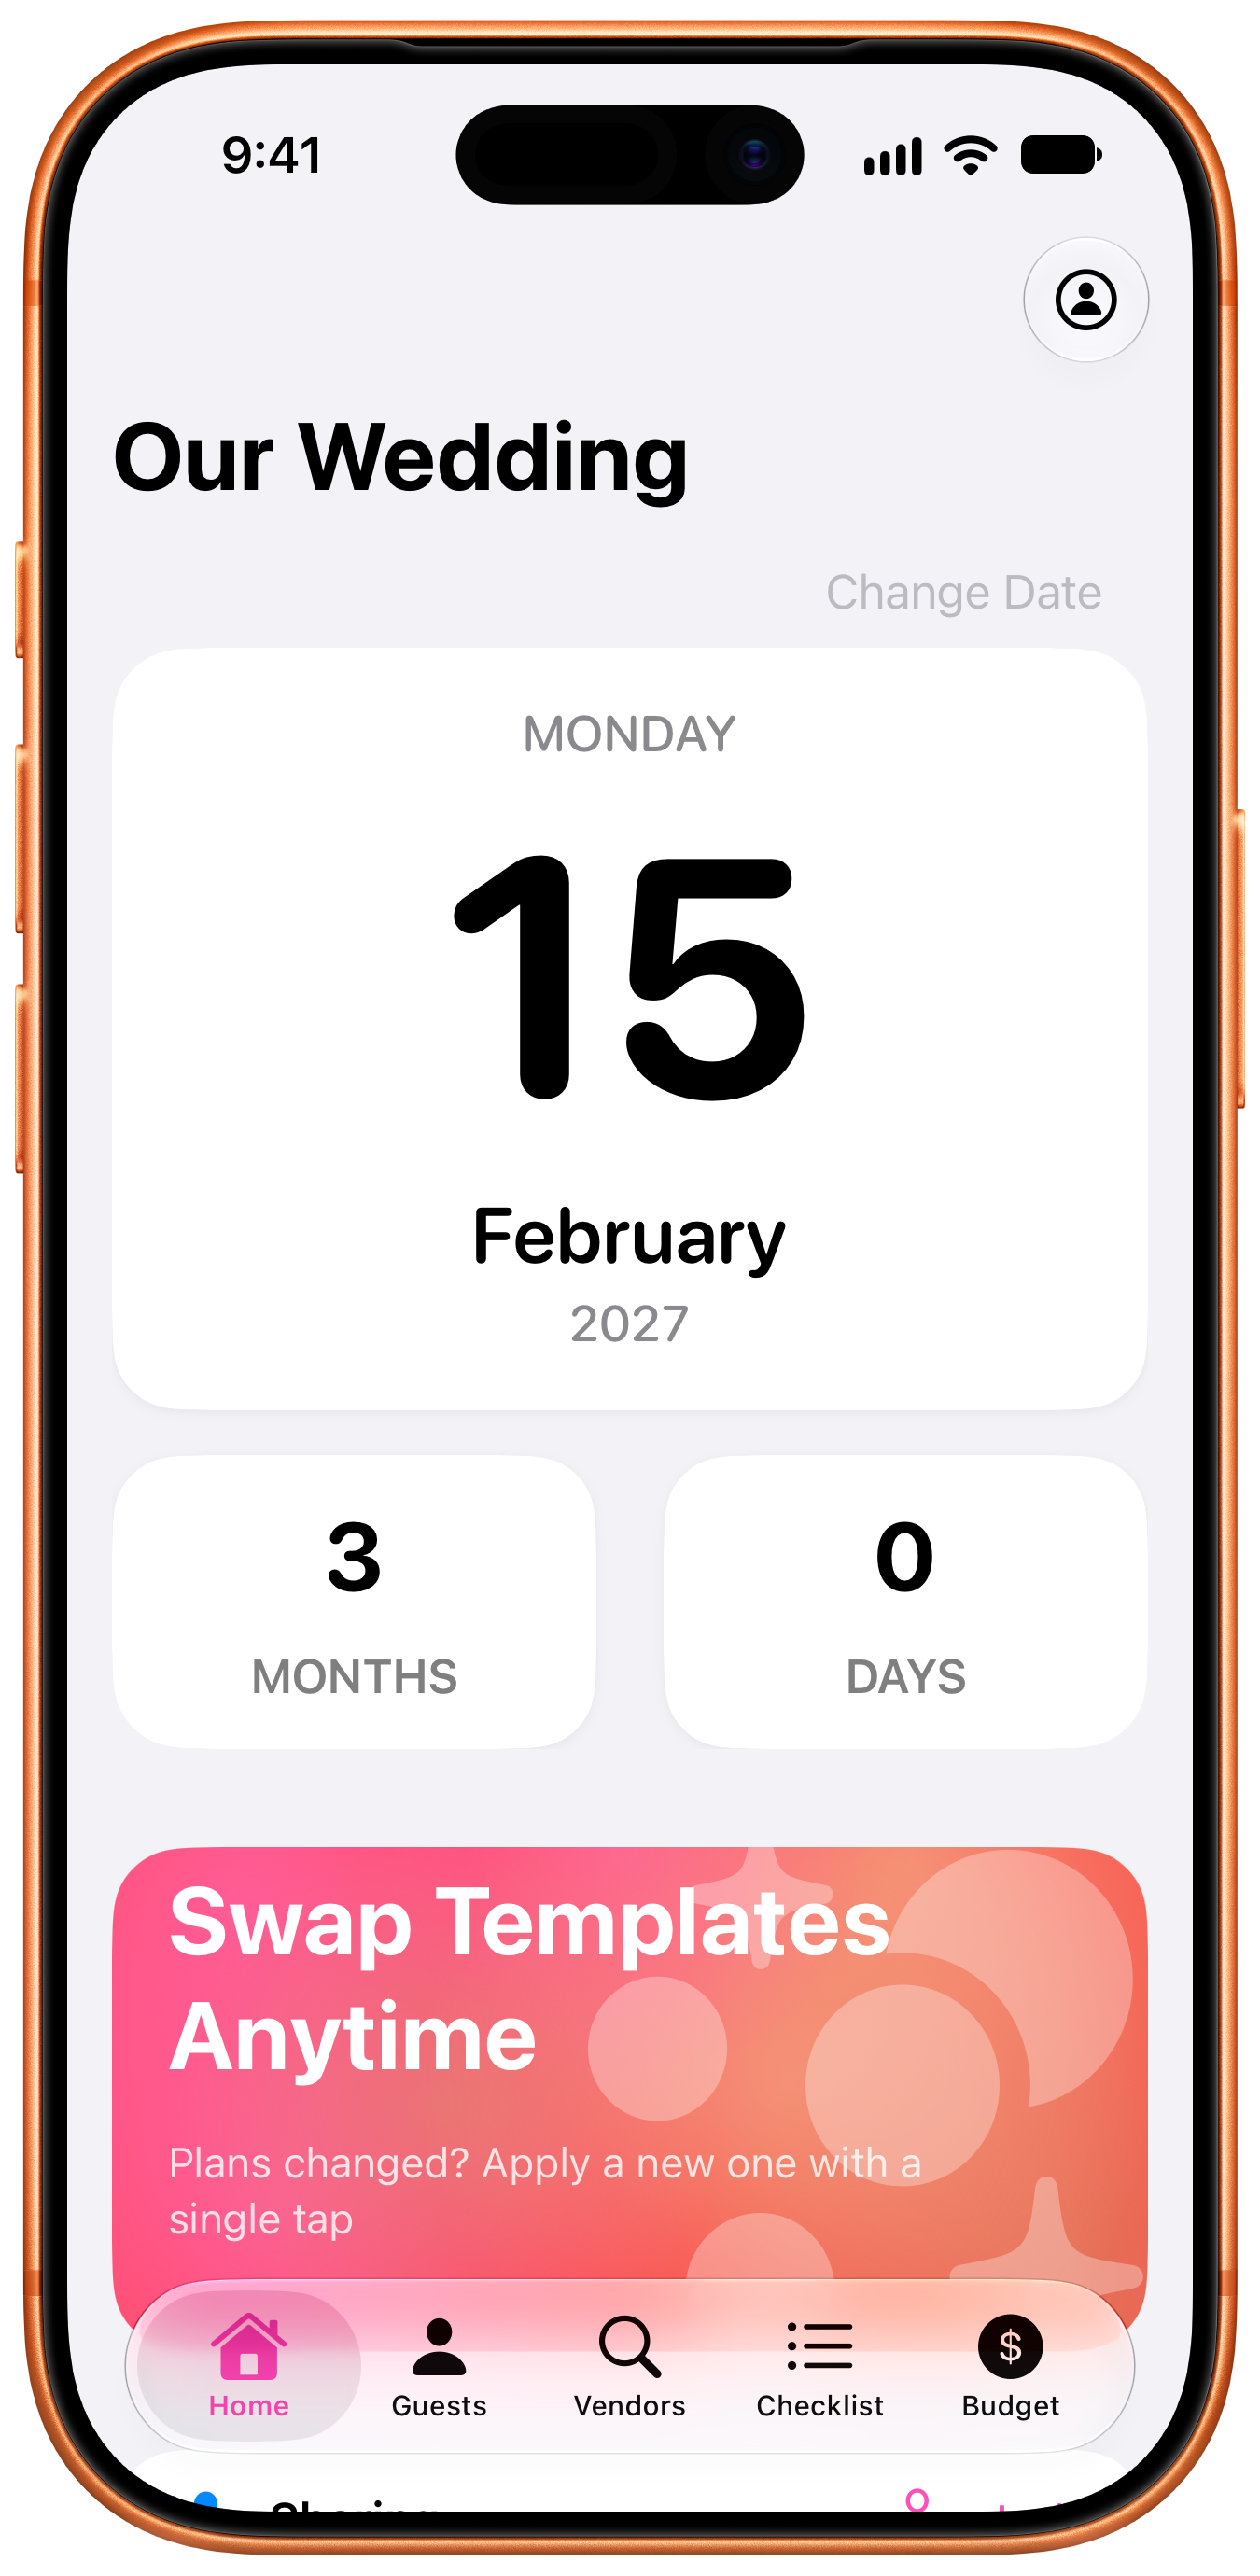 9:41
Our Wedding
Change Date
MONDAY
15
February
2027
3
MONTHS
0
DAYS
Swap Templates
Anytime
Plans changed? Apply a new one with a
single tap
Home
Guests
Vendors
Checklist
$
Budget